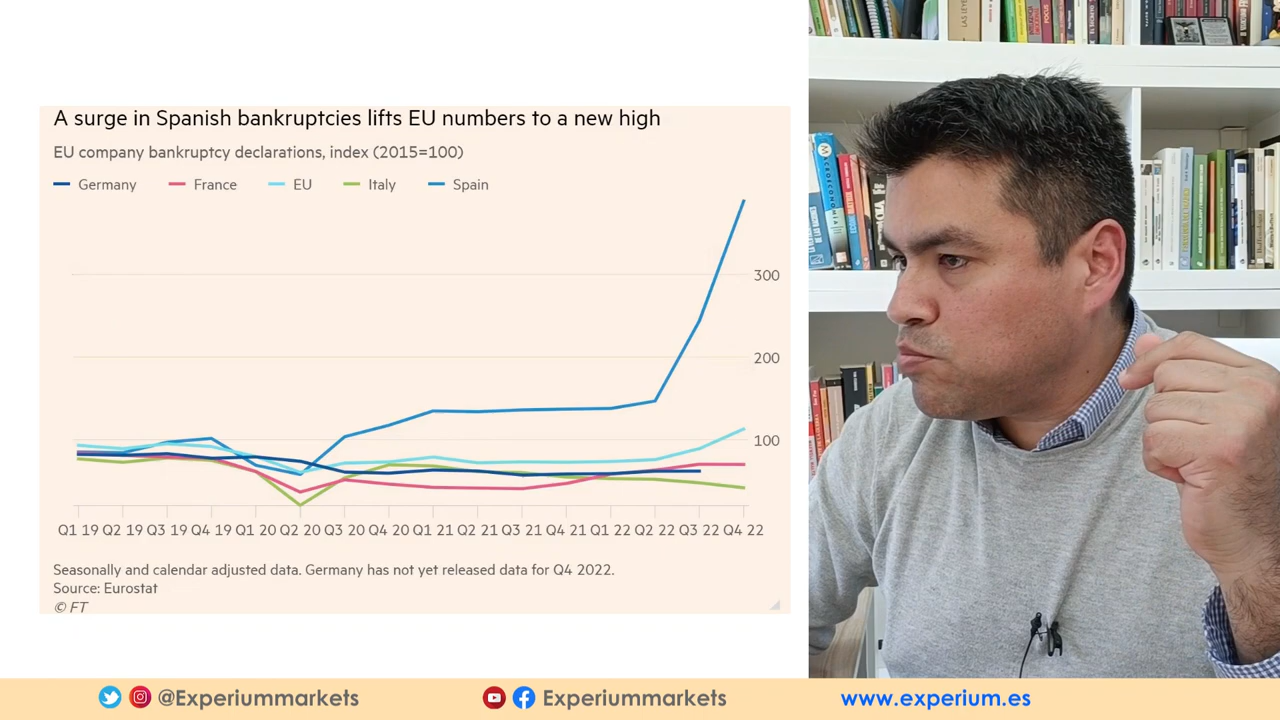 A surge in Spanish bankruptcies lifts EU numbers to a new high
EU company bankruptcy declarations, index (2015=100)
Germany France EU Italy Spain
300
200
100
Q1 19 Q2 19 Q3 19 Q4 19 Q1 20 Q2 20 Q3 20 Q4 20 Q1 21 Q2 21 Q3 21 Q4 21 Q1 22 Q2 22 Q3 22 Q4 22
Seasonally and calendar adjusted data. Germany has not yet released data for Q4 2022.
Source: Eurostat
© FT
MICROECONOMÍA
@Experiummarkets Experiummarkets www.experium.es